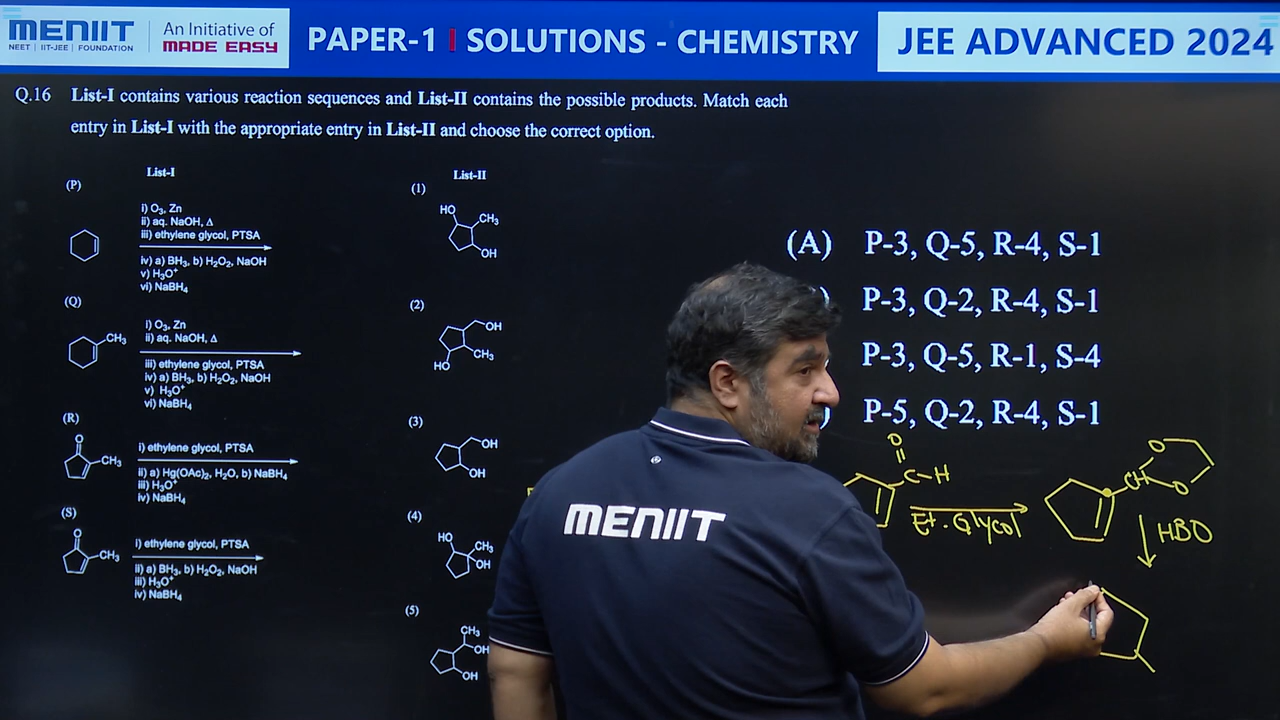 MENIIT
NEET | IIT-JEE | FOUNDATION
An Initiative of
MADE EASY
PAPER-1 | SOLUTIONS - CHEMISTRY
JEE ADVANCED 2024
Q.16 List-I contains various reaction sequences and List-II contains the possible products. Match each
entry in List-I with the appropriate entry in List-II and choose the correct option.
List-I
List-II
(P)
i) O₃, Zn
ii) aq. NaOH, Δ
iii) ethylene glycol, PTSA
iv) a) BH₃, b) H₂O₂, NaOH
v) H₃O⁺
vi) NaBH₄
(Q)
CH₃
i) O₃, Zn
ii) aq. NaOH, Δ
iii) ethylene glycol, PTSA
iv) a) BH₃, b) H₂O₂, NaOH
v) H₃O⁺
vi) NaBH₄
(R)
O
CH₃
i) ethylene glycol, PTSA
ii) a) Hg(OAc)₂, H₂O, b) NaBH₄
iii) H₃O⁺
iv) NaBH₄
(S)
O
CH₃
i) ethylene glycol, PTSA
ii) a) BH₃, b) H₂O₂, NaOH
iii) H₃O⁺
iv) NaBH₄
(1)
HO
CH₃
OH
(2)
OH
CH₃
HO
(3)
OH
OH
(4)
HO
CH₃
OH
(5)
CH₃
OH
OH
(A) P-3, Q-5, R-4, S-1
P-3, Q-2, R-4, S-1
P-3, Q-5, R-1, S-4
P-5, Q-2, R-4, S-1
O
C-H
Et. Glycol
CH
O
O
HBO
MENIIT